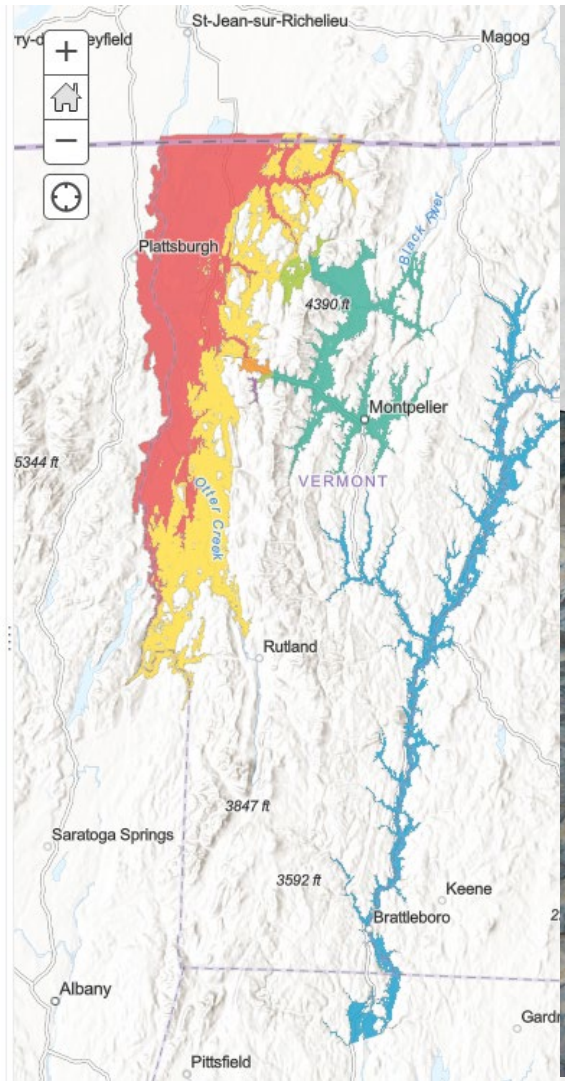 St-Jean-sur-Richelieu
eyfield
Magog
+
−
Plattsburgh
Black River
4390 ft
Montpelier
5344 ft
VERMONT
Otter Creek
Rutland
3847 ft
Saratoga Springs
3592 ft
Keene
Brattleboro
Albany
Gardn
Pittsfield